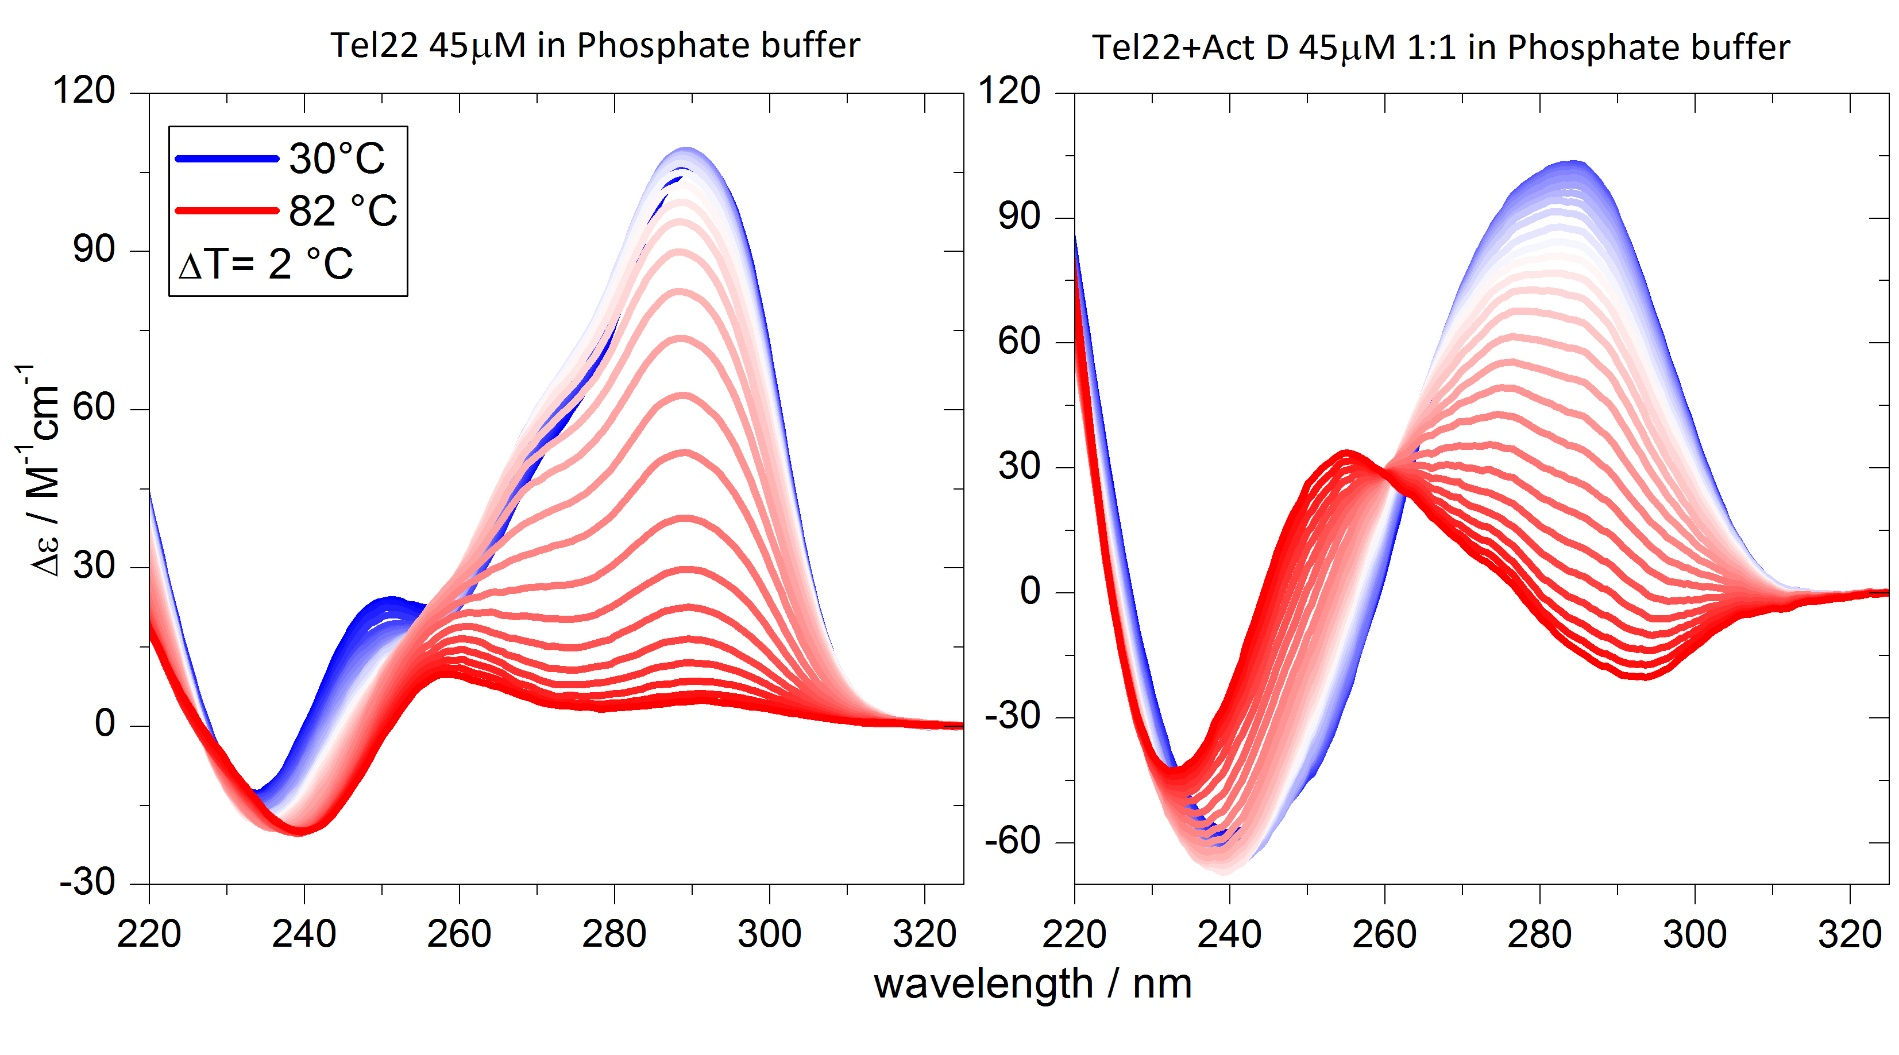 Tel22 45μM in Phosphate buffer
Tel22+Act D 45μM 1:1 in Phosphate buffer
120
90
60
30
0
-30
30°C
82 °C
ΔT= 2 °C
Δε / M-1cm-1
220 240 260 280 300 320
120
90
60
30
0
-30
-60
220 240 260 280 300 320
wavelength / nm